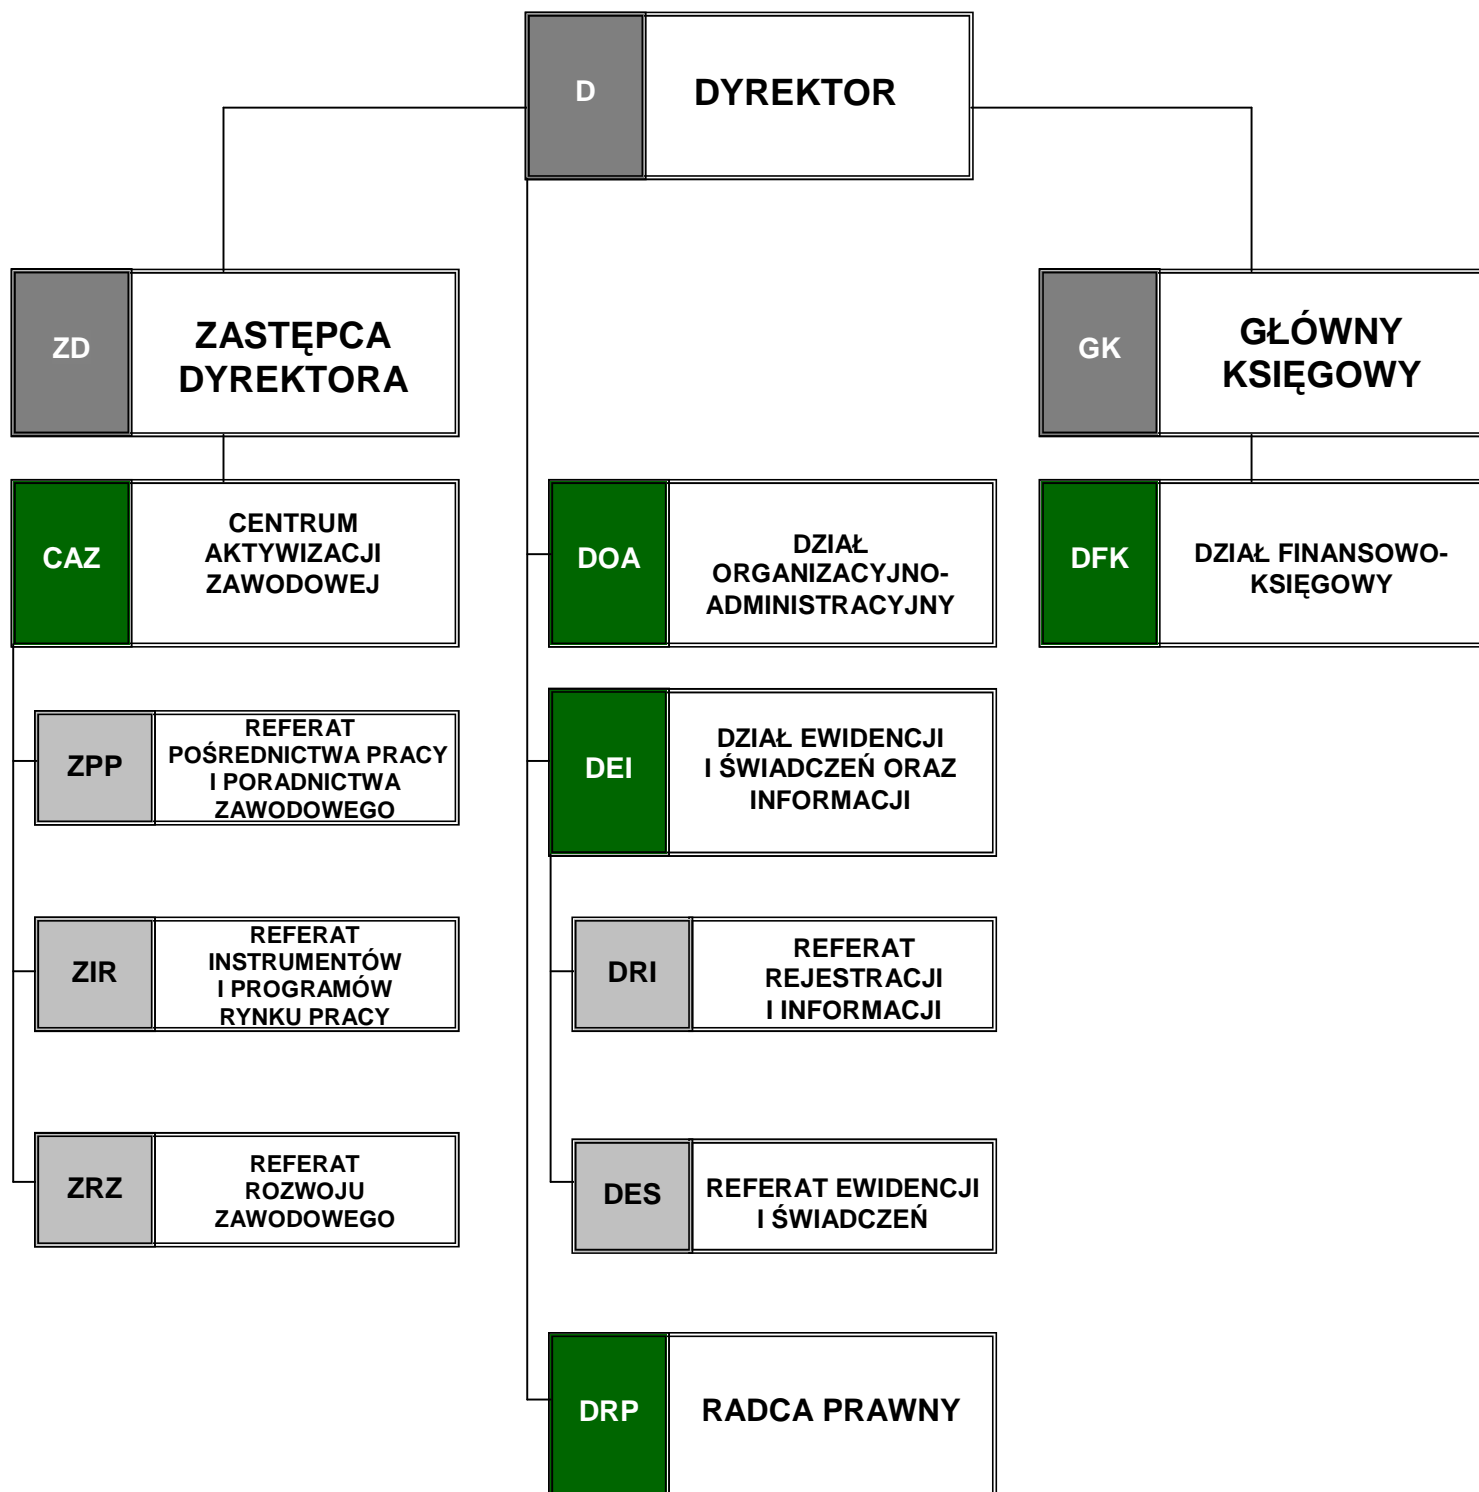 D
DYREKTOR
ZD
ZASTĘPCA
DYREKTORA
GK
GŁÓWNY
KSIĘGOWY
CAZ
CENTRUM
AKTYWIZACJI
ZAWODOWEJ
DOA
DZIAŁ
ORGANIZACYJNO-
ADMINISTRACYJNY
DFK
DZIAŁ FINANSOWO-
KSIĘGOWY
ZPP
REFERAT
POŚREDNICTWA PRACY
I PORADNICTWA
ZAWODOWEGO
DEI
DZIAŁ EWIDENCJI
I ŚWIADCZEŃ ORAZ
INFORMACJI
ZIR
REFERAT
INSTRUMENTÓW
I PROGRAMÓW
RYNKU PRACY
DRI
REFERAT
REJESTRACJI
I INFORMACJI
ZRZ
REFERAT
ROZWOJU
ZAWODOWEGO
DES
REFERAT EWIDENCJI
I ŚWIADCZEŃ
DRP
RADCA PRAWNY